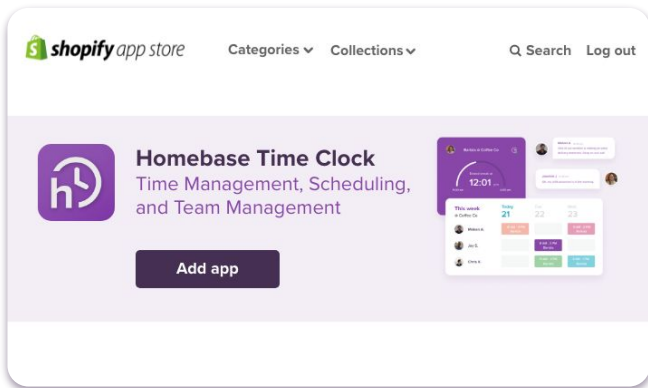 shopify app store
Categories
Collections
Search
Log out
Homebase Time Clock
Time Management, Scheduling,
and Team Management
Add app
12:01
This week
Today
21
22
23